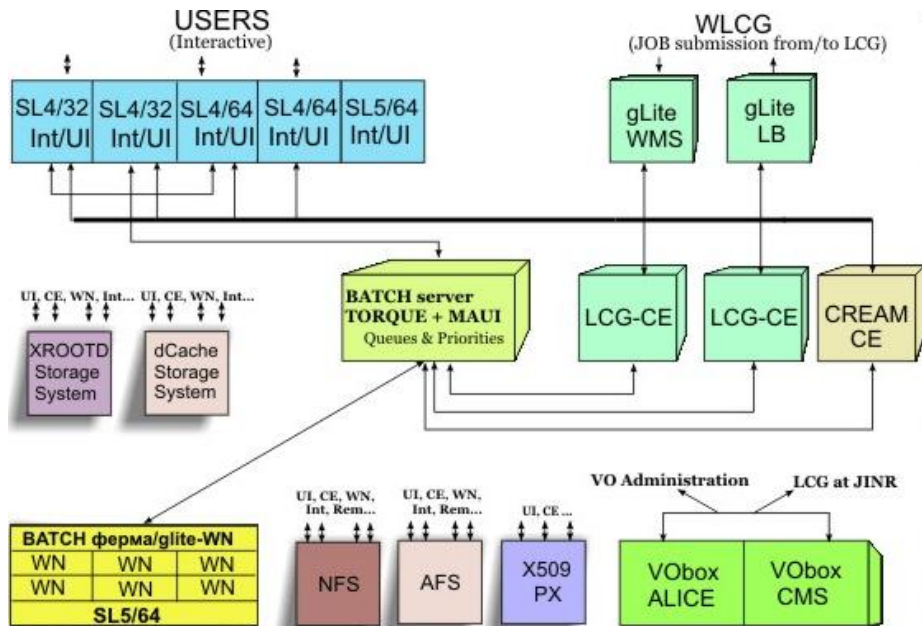 USERS
(Interactive)
WLCG
(JOB submission from/to LCG)
SL4/32
Int/UI
SL4/32
Int/UI
SL4/64
Int/UI
SL4/64
Int/UI
SL5/64
Int/UI
gLite
WMS
gLite
LB
BATCH server
TORQUE + MAUI
Queues & Priorities
LCG-CE
LCG-CE
CREAM
CE
UI, CE, WN, Int...
UI, CE, WN, Int...
XROOTD
Storage
System
dCache
Storage
System
VO Administration
LCG at JINR
BATCH ферма/glite-WN
WN WN WN
WN WN WN
SL5/64
UI, CE, WN,
Int, Rem...
UI, CE, WN,
Int, Rem...
UI, CE ...
NFS
AFS
X509
PX
VObox
ALICE
VObox
CMS